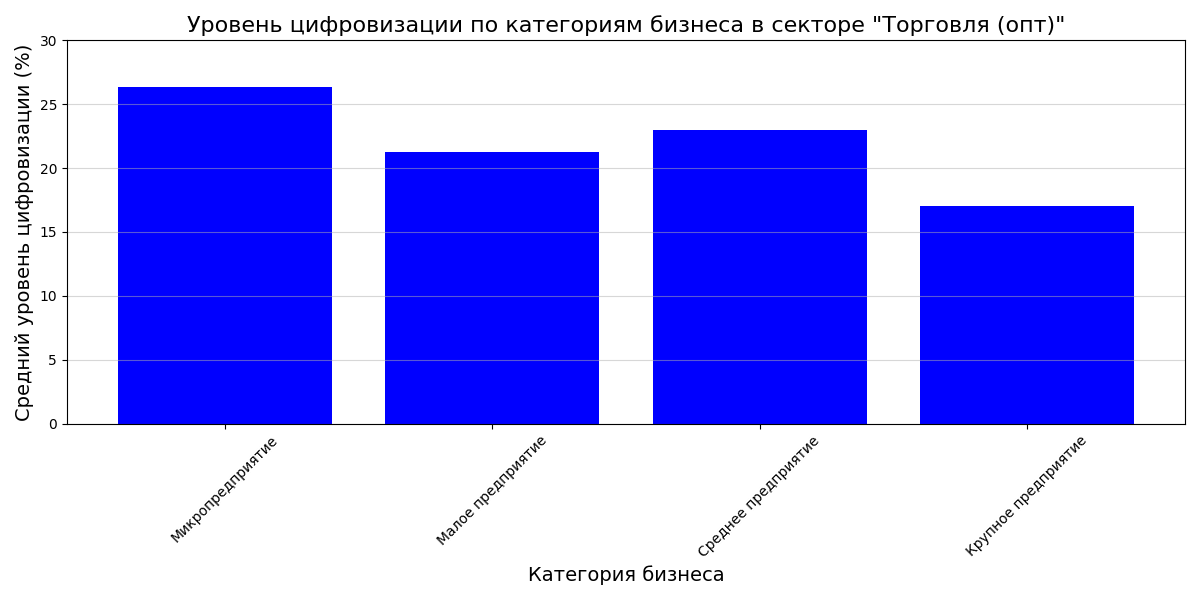 Уровень цифровизации по категориям бизнеса в секторе "Торговля (опт)"
Средний уровень цифровизации (%)
30
25
20
15
10
5
0
Микропредприятие
Малое предприятие
Среднее предприятие
Крупное предприятие
Категория бизнеса